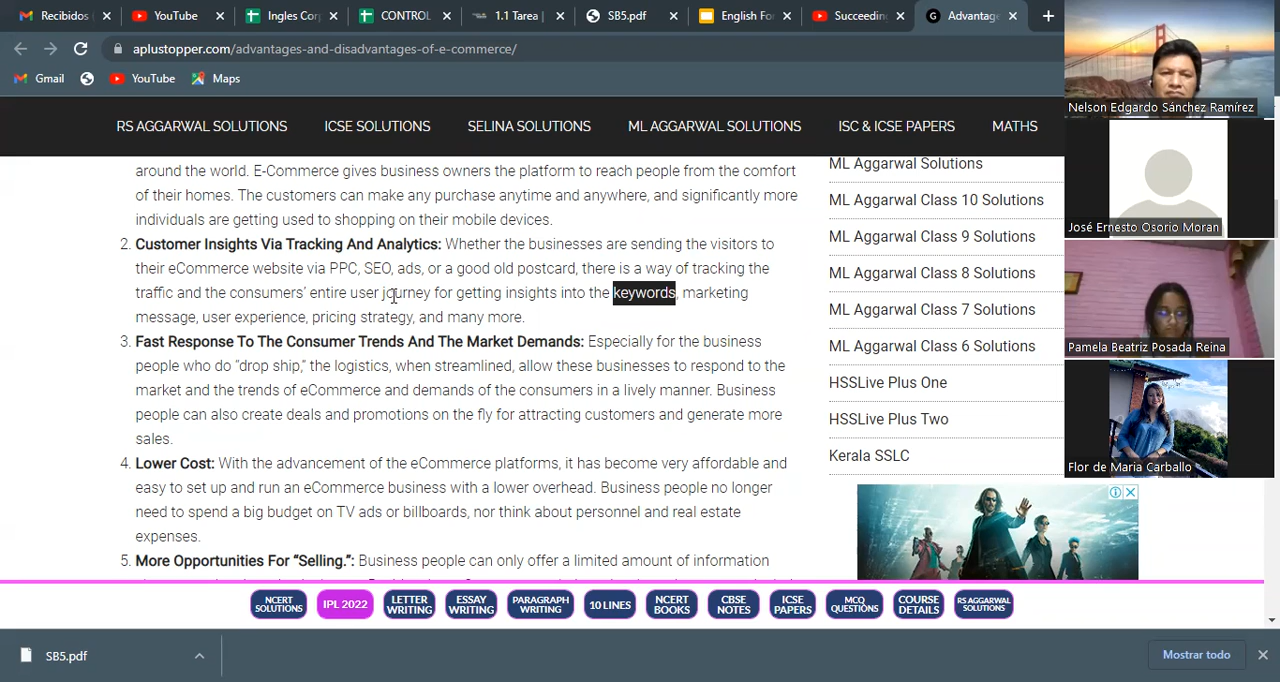 Recibidos
YouTube
Ingles Cor
CONTROL
1.1 Tarea
SB5.pdf
English Fo
Succeedin
Advantag
aplustopper.com/advantages-and-disadvantages-of-e-commerce/
Gmail
YouTube
Maps
RS AGGARWAL SOLUTIONS
ICSE SOLUTIONS
SELINA SOLUTIONS
ML AGGARWAL SOLUTIONS
ISC & ICSE PAPERS
MATHS
around the world. E-Commerce gives business owners the platform to reach people from the comfort
of their homes. The customers can make any purchase anytime and anywhere, and significantly more
individuals are getting used to shopping on their mobile devices.
2. Customer Insights Via Tracking And Analytics: Whether the businesses are sending the visitors to
their eCommerce website via PPC, SEO, ads, or a good old postcard, there is a way of tracking the
traffic and the consumers' entire user journey for getting insights into the keywords, marketing
message, user experience, pricing strategy, and many more.
3. Fast Response To The Consumer Trends And The Market Demands: Especially for the business
people who do "drop ship," the logistics, when streamlined, allow these businesses to respond to the
market and the trends of eCommerce and demands of the consumers in a lively manner. Business
people can also create deals and promotions on the fly for attracting customers and generate more
sales.
4. Lower Cost: With the advancement of the eCommerce platforms, it has become very affordable and
easy to set up and run an eCommerce business with a lower overhead. Business people no longer
need to spend a big budget on TV ads or billboards, nor think about personnel and real estate
expenses.
5. More Opportunities For "Selling.": Business people can only offer a limited amount of information
ML Aggarwal Solutions
ML Aggarwal Class 10 Solutions
ML Aggarwal Class 9 Solutions
ML Aggarwal Class 8 Solutions
ML Aggarwal Class 7 Solutions
ML Aggarwal Class 6 Solutions
HSSLive Plus One
HSSLive Plus Two
Kerala SSLC
NCERT SOLUTIONS
IPL 2022
LETTER WRITING
ESSAY WRITING
PARAGRAPH WRITING
10 LINES
NCERT BOOKS
CBSE NOTES
ICSE PAPERS
MCQ QUESTIONS
COURSE DETAILS
RS AGGARWAL SOLUTIONS
SB5.pdf
Mostrar todo
Nelson Edgardo Sánchez Ramírez
José Ernesto Osorio Moran
Pamela Beatriz Posada Reina
Flor de Maria Carballo